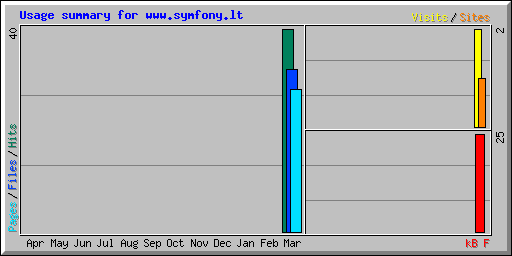 Usage summary for www.symfony.lt
Visits / Sites
40
2
Pages / Files / Hits
25
Apr May Jun Jul Aug Sep Oct Nov Dec Jan Feb Mar
kB F